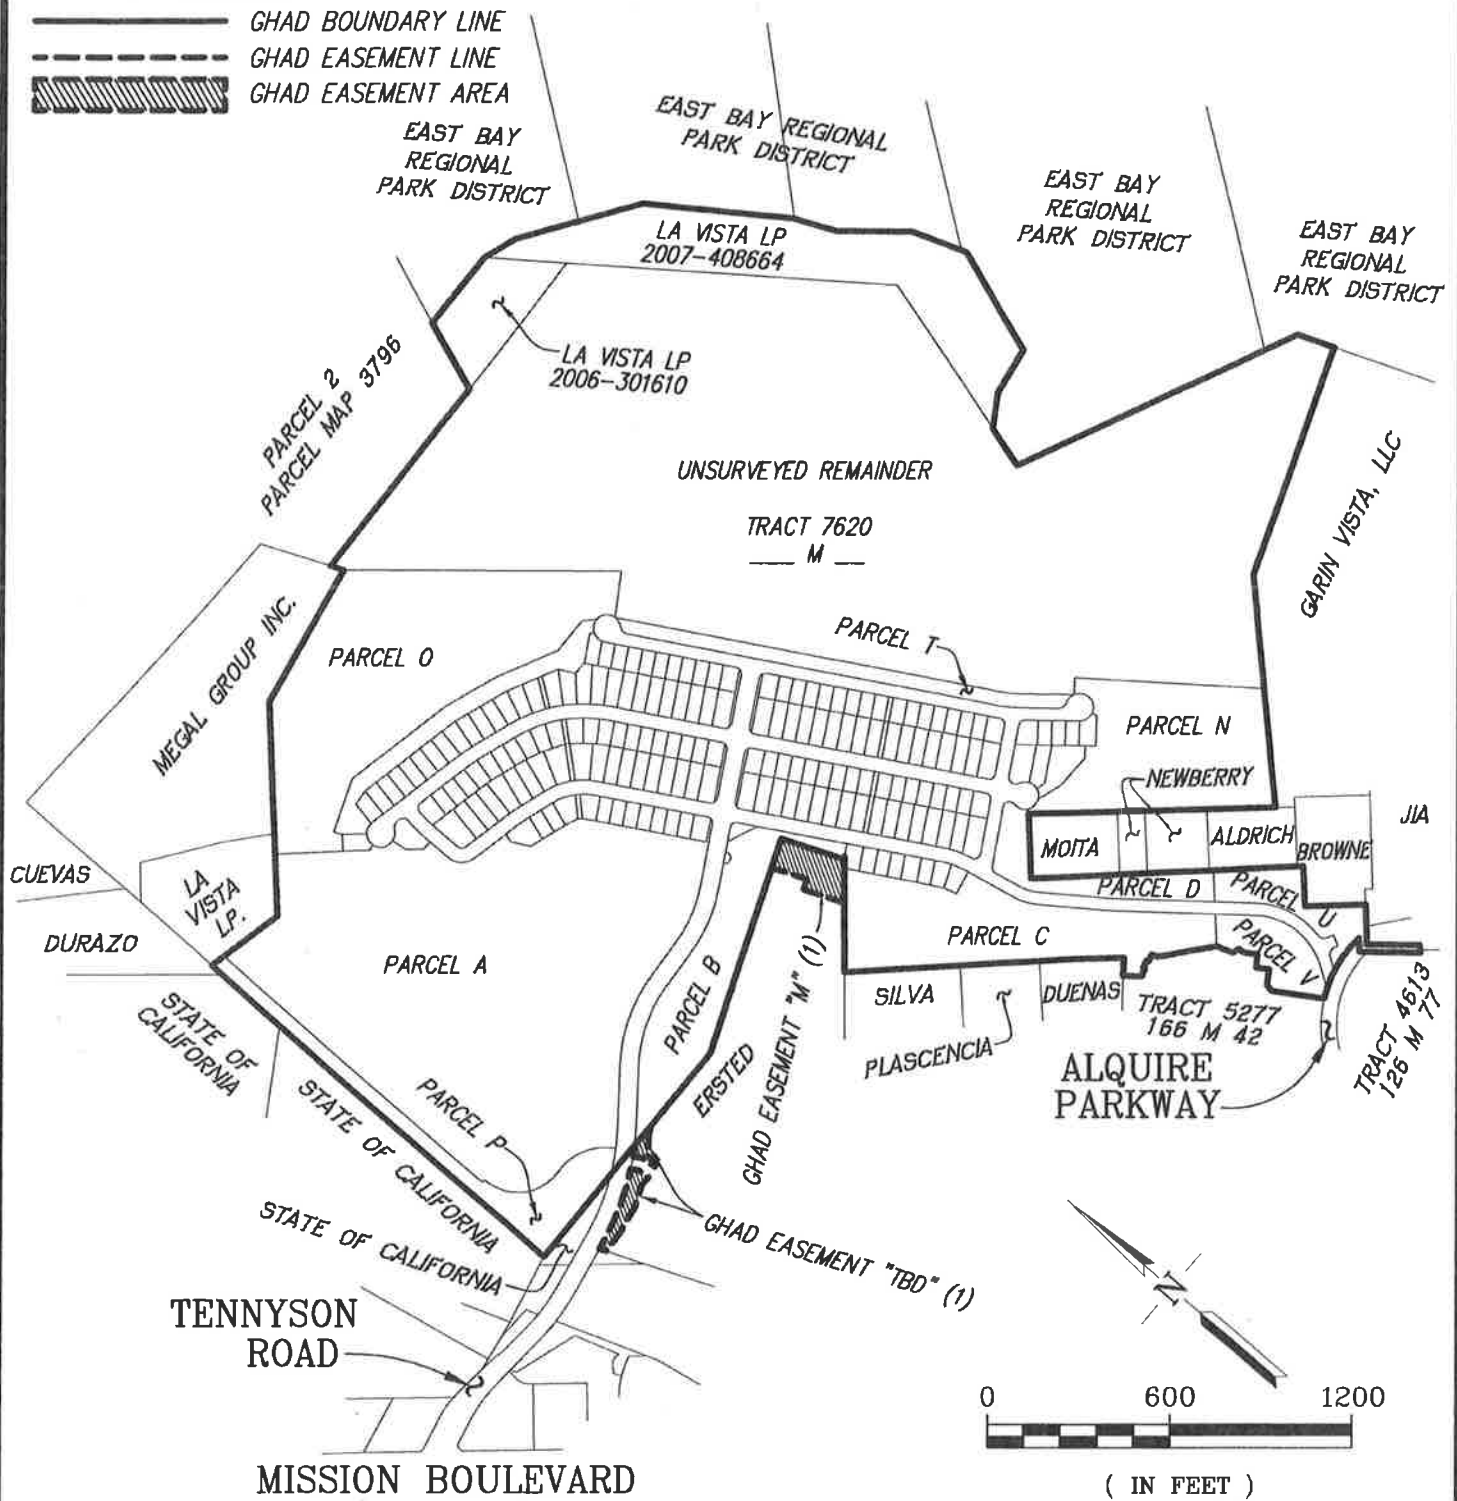 GHAD BOUNDARY LINE
GHAD EASEMENT LINE
GHAD EASEMENT AREA
EAST BAY
REGIONAL
PARK DISTRICT
EAST BAY REGIONAL
PARK DISTRICT
EAST BAY
REGIONAL
PARK DISTRICT
EAST BAY
REGIONAL
PARK DISTRICT
LA VISTA LP
2007-408664
LA VISTA LP
2006-301610
PARCEL 2
PARCEL MAP 3796
UNSURVEYED REMAINDER
TRACT 7620
___ M __
GARIN VISTA, LLC
MEGAL GROUP INC.
PARCEL O
PARCEL T
PARCEL N
NEWBERRY
MOITA
ALDRICH
BROWNE
JIA
CUEVAS
LA
VISTA
LP.
DURAZO
PARCEL A
PARCEL B
PARCEL C
PARCEL D
PARCEL U
PARCEL V
SILVA
PLASCENCIA
DUENAS
TRACT 5277
166 M 42
TRACT 4613
126 M 77
ALQUIRE
PARKWAY
STATE OF
CALIFORNIA
STATE OF CALIFORNIA
STATE OF CALIFORNIA
PARCEL P
ERSTED
GHAD EASEMENT "M" (1)
GHAD EASEMENT "TBD" (1)
TENNYSON
ROAD
MISSION BOULEVARD
N
0 600 1200
( IN FEET )